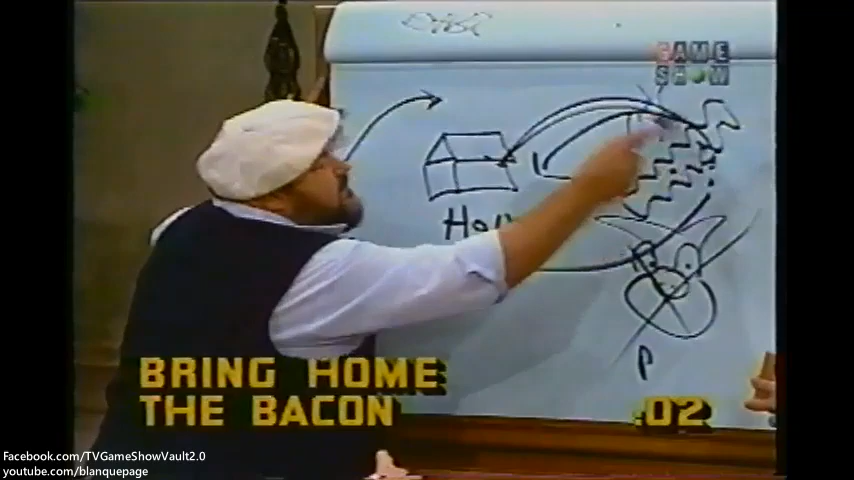 GAME
SHOW
BRING HOME
THE BACON
:02
Facebook.com/TVGameShowVault2.0
youtube.com/blanquepage